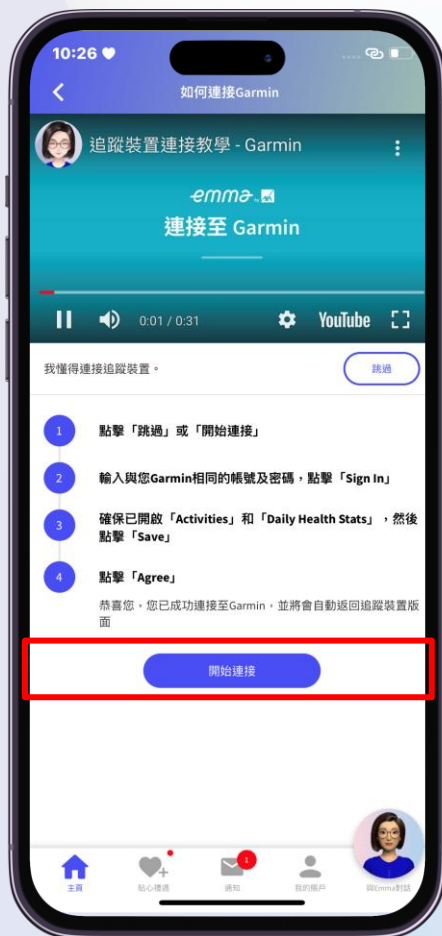 10:26
如何連接Garmin
追蹤裝置連接教學 - Garmin
emma by
連接至 Garmin
0:01 / 0:31
YouTube
我懂得連接追蹤裝置。
跳過
1
點擊「跳過」或「開始連接」
2
輸入與您Garmin相同的帳號及密碼，點擊「Sign In」
3
確保已開啟「Activities」和「Daily Health Stats」，然後
點擊「Save」
4
點擊「Agree」
恭喜您，您已成功連接至Garmin，並將會自動返回追蹤裝置版
面
開始連接
1
主頁
貼心禮遇
通知
我的賬戶
與Emma對話